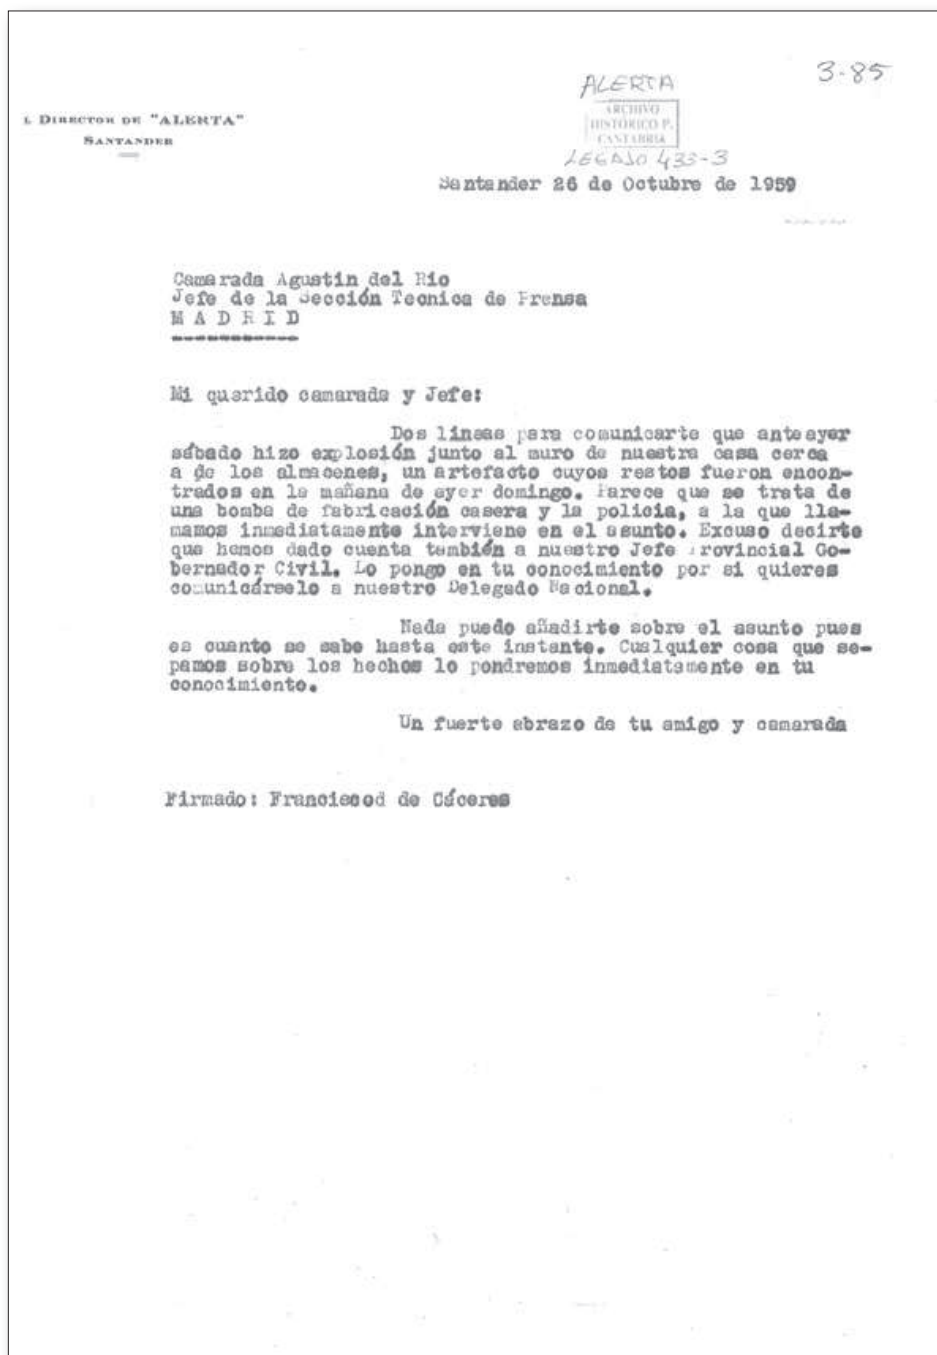 3-85
ALERTA
ARCHIVO
HISTÓRICO P.
CANTABRIA
LEGAJO 433-3
L DIRECTOR DE "ALERTA"
SANTANDER
Santander 26 de Octubre de 1959
Camarada Agustin del Rio
Jefe de la Sección Tecnica de Prensa
M A D R I D
Mi querido camarada y Jefe:
Dos lineas para comunicarte que anteayer
sábado hizo explosión junto al muro de nuestra casa cerca
a de los almacenes, un artefacto cuyos restos fueron encon-
trados en la mañana de ayer domingo. Parece que se trata de
una bomba de fabricación casera y la policia, a la que lla-
mamos inmediatamente interviene en el asunto. Excuso decirte
que hemos dado cuenta también a nuestro Jefe Provincial Go-
bernador Civil. Lo pongo en tu conocimiento por si quieres
comunicárselo a nuestro Delegado Nacional.
Nada puedo añadirte sobre el asunto pues
es cuanto se sabe hasta este instante. Cualquier cosa que se-
pamos sobre los hechos lo pondremos inmediatamente en tu
conocimiento.
Un fuerte abrazo de tu amigo y camarada
Firmado: Franciscod de Cáceres